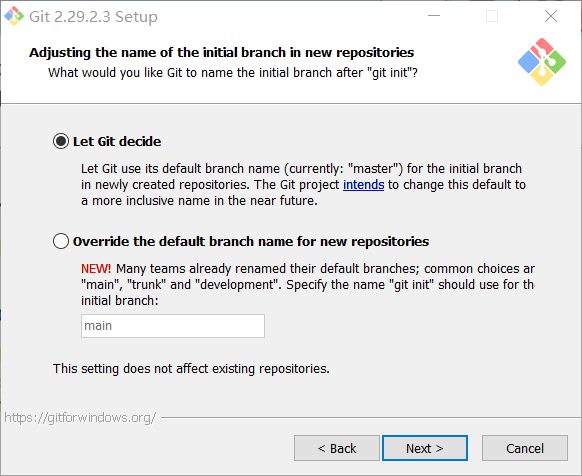 Git 2.29.2.3 Setup
Adjusting the name of the initial branch in new repositories
What would you like Git to name the initial branch after "git init"?
Let Git decide
Let Git use its default branch name (currently: "master") for the initial branch
in newly created repositories. The Git project intends to change this default to
a more inclusive name in the near future.
Override the default branch name for new repositories
NEW! Many teams already renamed their default branches; common choices ar
"main", "trunk" and "development". Specify the name "git init" should use for the
initial branch:
main
This setting does not affect existing repositories.
https://gitforwindows.org/
< Back
Next >
Cancel